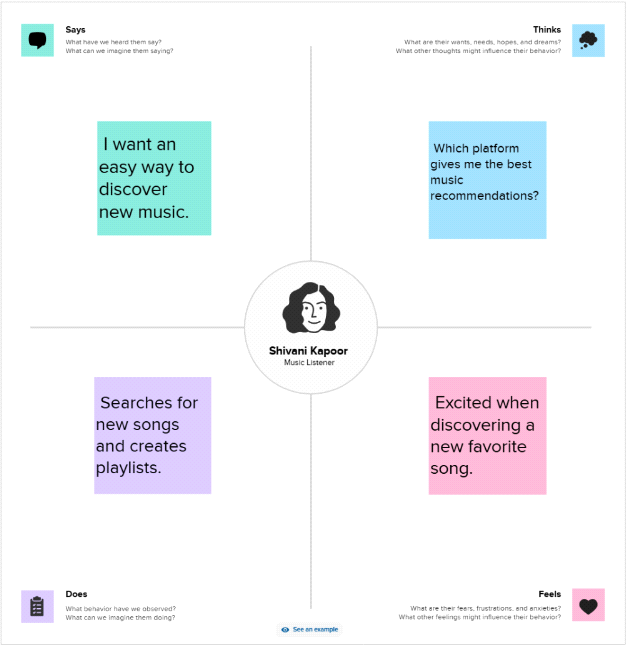 Says
What have we heard them say?
What can we imagine them saying?
Thinks
What are their wants, needs, hopes, and dreams?
What other thoughts might influence their behavior?
I want an
easy way to
discover
new music.
Which platform
gives me the best
music
recommendations?
Shivani Kapoor
Music Listener
Searches for
new songs
and creates
playlists.
Excited when
discovering a
new favorite
song.
Does
What behavior have we observed?
What can we imagine them doing?
Feels
What are their fears, frustrations, and anxieties?
What other feelings might influence their behavior?
See an example